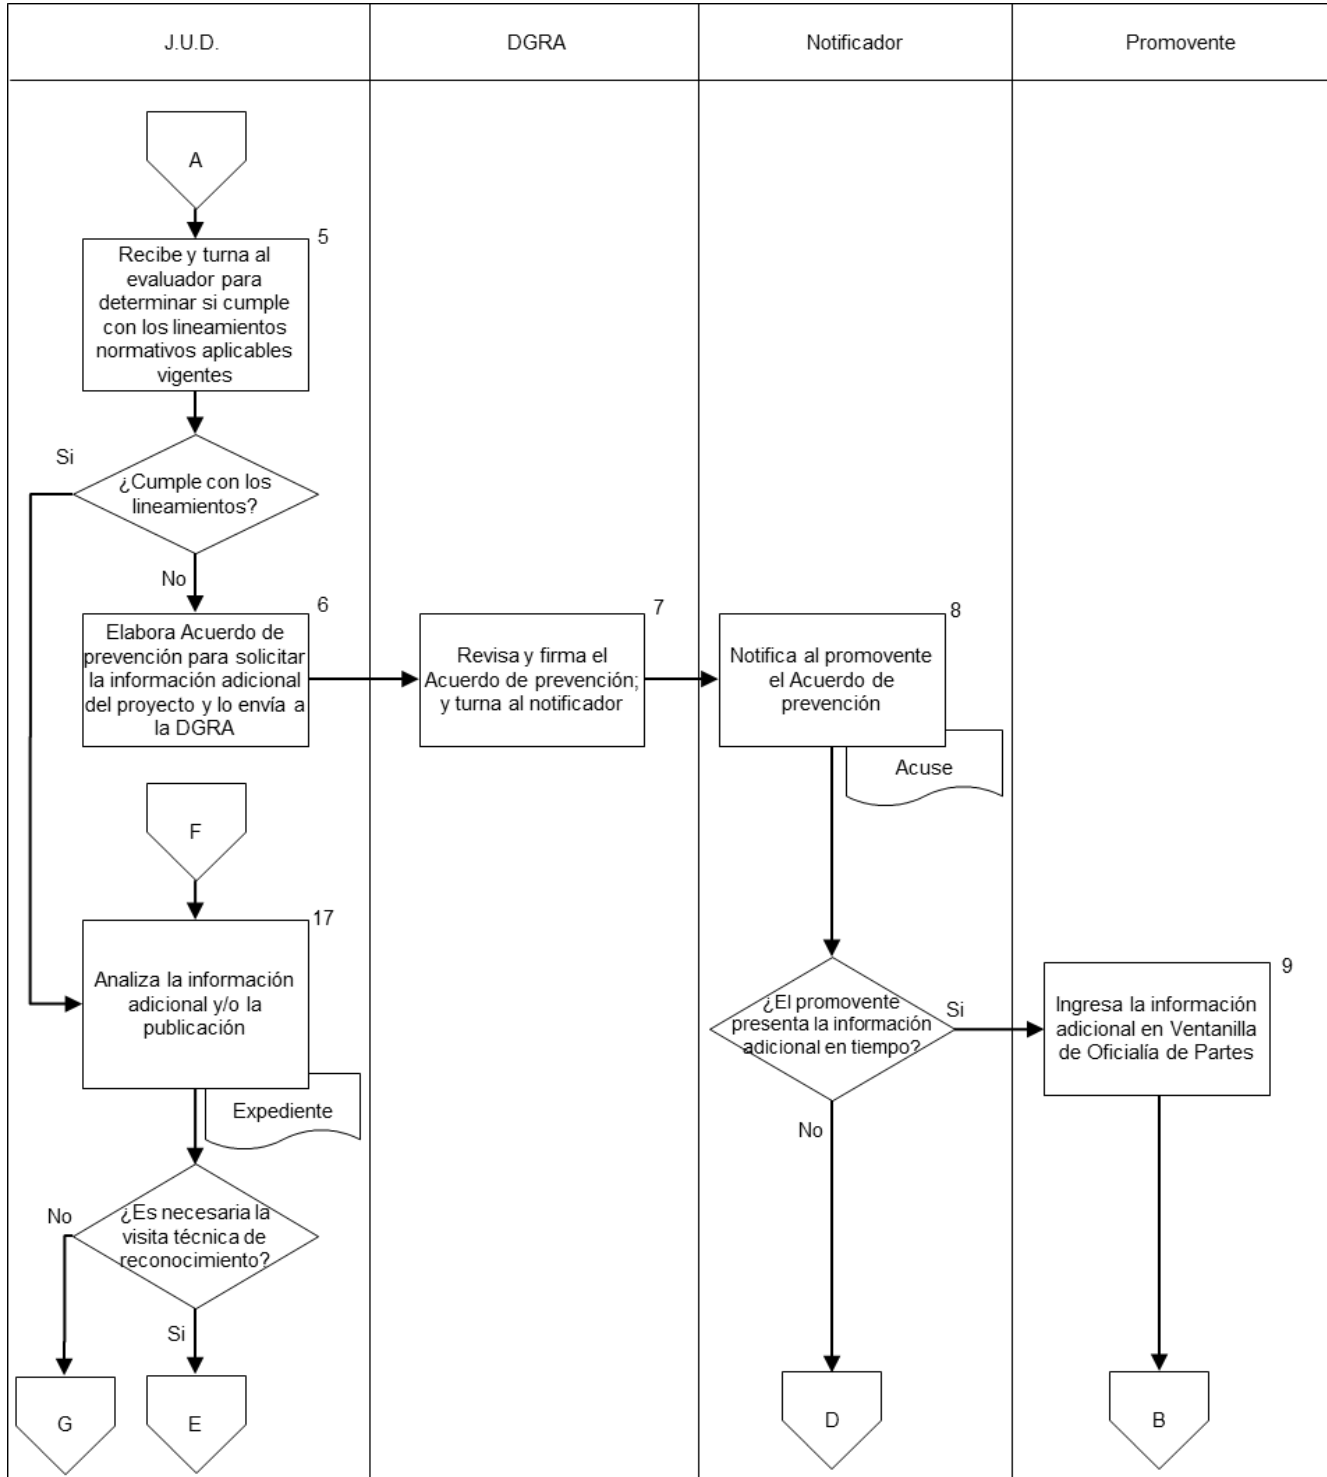 J.U.D.
DGRA
Notificador
Promovente
A
5
Recibe y turna al
evaluador para
determinar si cumple
con los lineamientos
normativos aplicables
vigentes
Si
¿Cumple con los
lineamientos?
No
6
Elabora Acuerdo de
prevención para solicitar
la información adicional
del proyecto y lo envía a
la DGRA
7
Revisa y firma el
Acuerdo de prevención;
y turna al notificador
8
Notifica al promovente
el Acuerdo de
prevención
Acuse
F
17
Analiza la información
adicional y/o la
publicación
Expediente
¿El promovente
presenta la información
adicional en tiempo?
Si
No
9
Ingresa la información
adicional en Ventanilla
de Oficialía de Partes
No
¿Es necesaria la
visita técnica de
reconocimiento?
Si
G
E
D
B